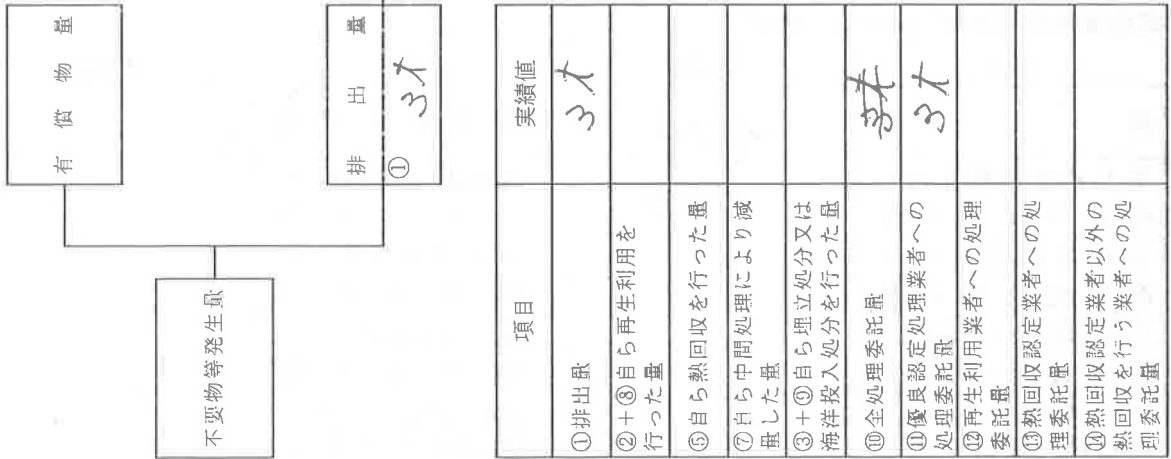 有償物量
不要物等発生量
排出量
①
3t
項目
実績値
①排出量
3t
②+⑧自ら再生利用を
行った量
⑤自ら熱回収を行った量
⑦自ら中間処理により減
量した量
③+⑨自ら埋立処分又は
海洋投入処分を行った量
⑩全処理委託量
3t
⑪優良認定処理業者への
処理委託量
3t
⑫再生利用業者への処理
委託量
⑬熱回収認定業者への処
理委託量
⑭熱回収認定業者以外の
熱回収を行う業者への処
理委託量